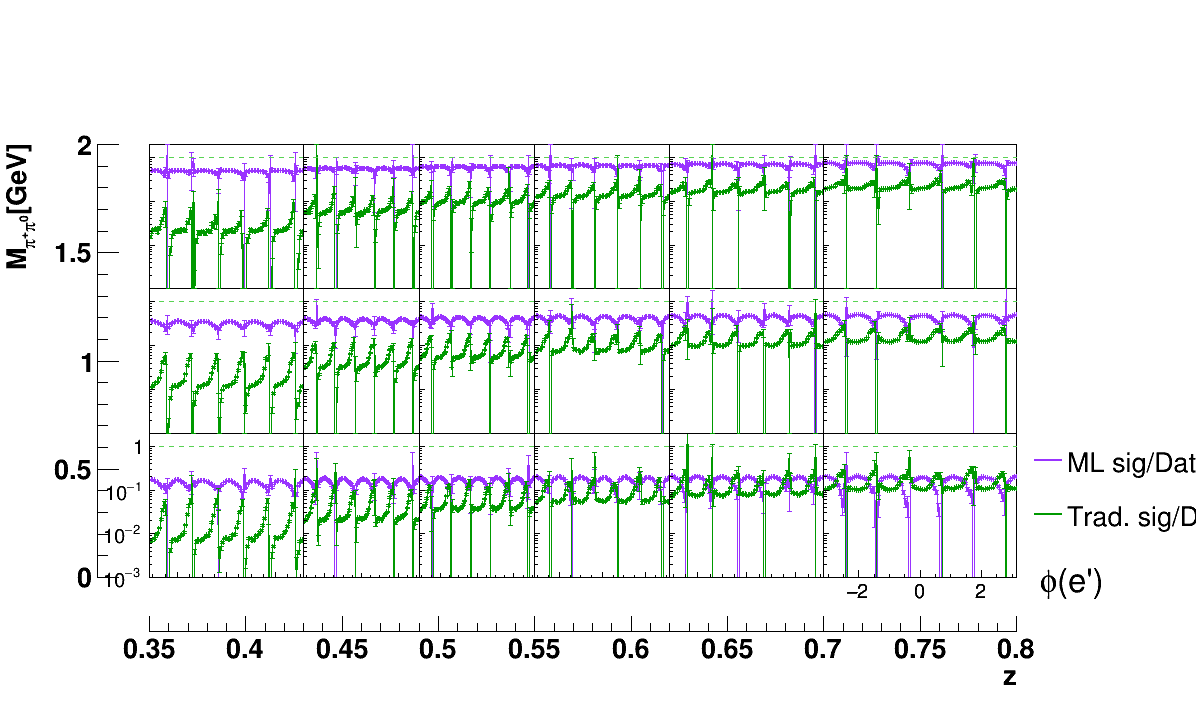 M_{π⁺π⁰}[GeV]
2
1.5
1
0.5
0
1
10⁻¹
10⁻²
10⁻³
ML sig/Dat
Trad. sig/D
−2 0 2
ϕ(e')
0.35 0.4 0.45 0.5 0.55 0.6 0.65 0.7 0.75 0.8
z